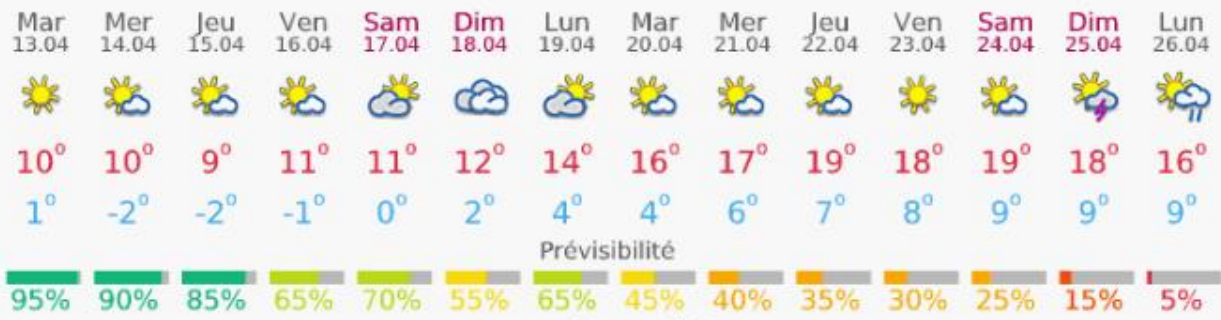 Mar Mer Jeu Ven Sam Dim Lun Mar Mer Jeu Ven Sam Dim Lun
13.04 14.04 15.04 16.04 17.04 18.04 19.04 20.04 21.04 22.04 23.04 24.04 25.04 26.04
10° 10° 9° 11° 11° 12° 14° 16° 17° 19° 18° 19° 18° 16°
1° -2° -2° -1° 0° 2° 4° 4° 6° 7° 8° 9° 9° 9°
Prévisibilité
95% 90% 85% 65% 70% 55% 65% 45% 40% 35% 30% 25% 15% 5%